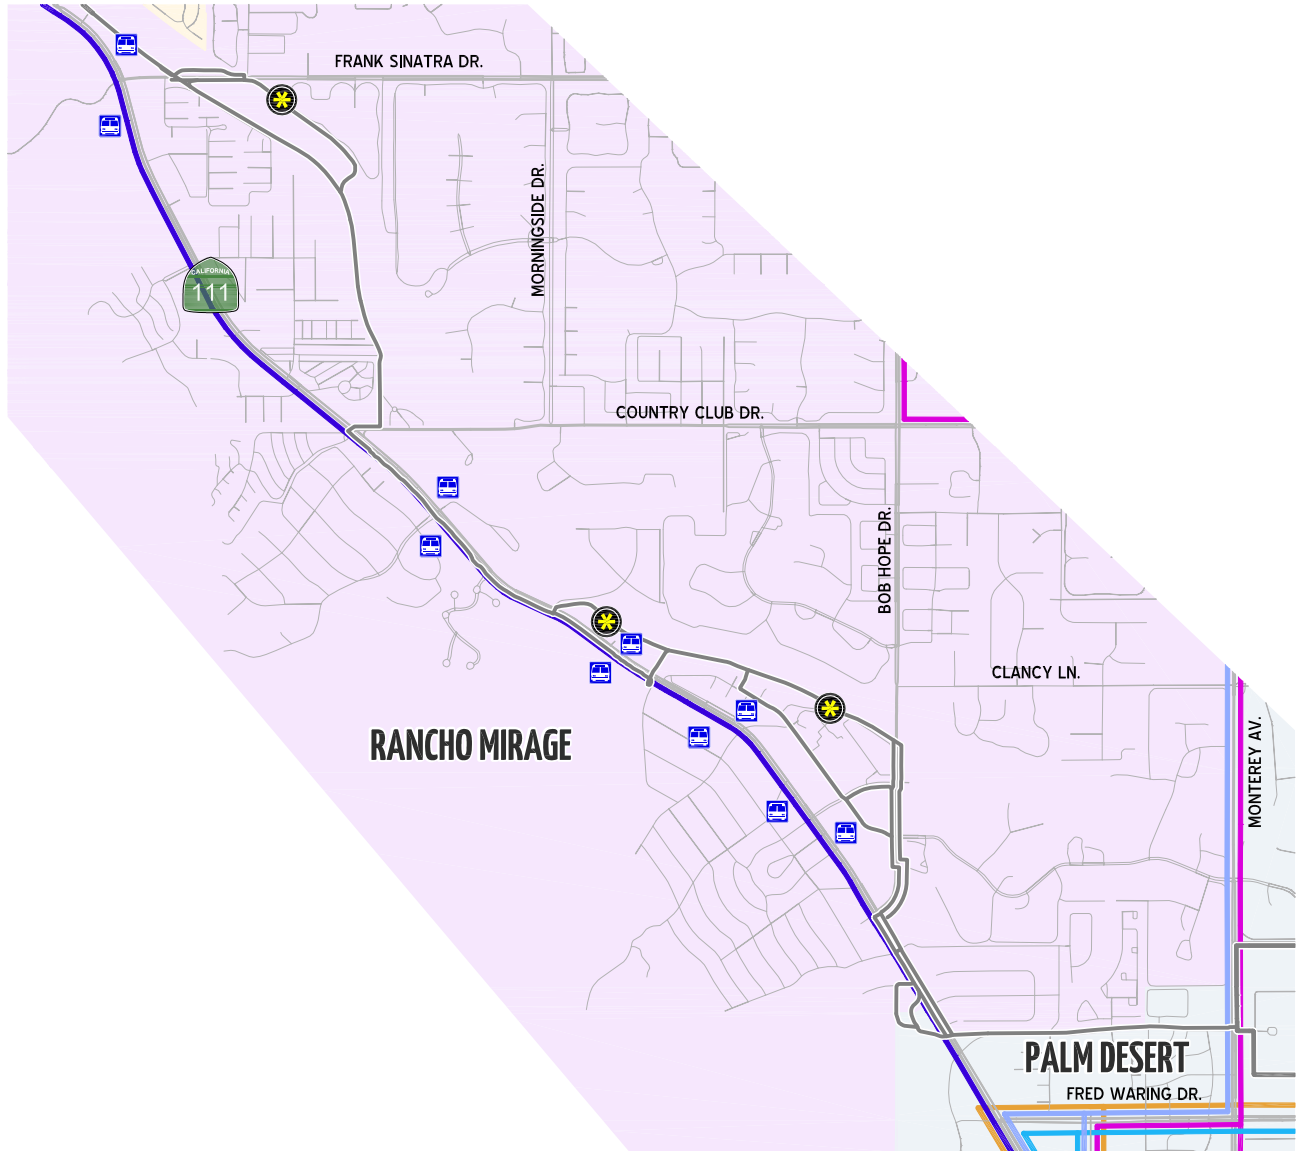 FRANK SINATRA DR.
MORNINGSIDE DR.
CALIFORNIA
111
COUNTRY CLUB DR.
BOB HOPE DR.
CLANCY LN.
RANCHO MIRAGE
MONTEREY AV.
PALM DESERT
FRED WARING DR.